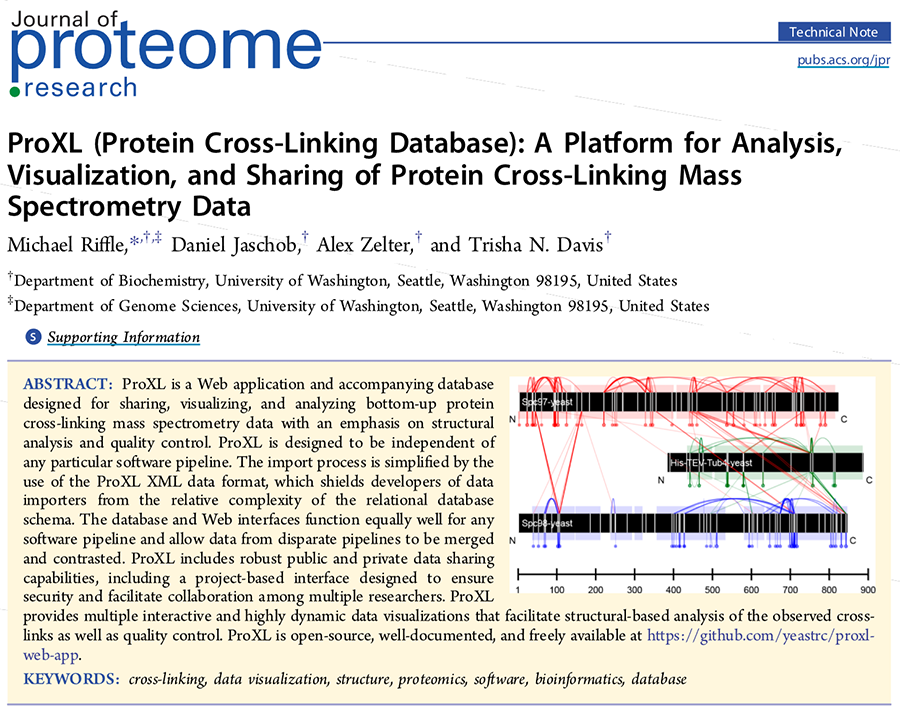 Journal of
proteome
research
Technical Note
pubs.acs.org/jpr
ProXL (Protein Cross-Linking Database): A Platform for Analysis,
Visualization, and Sharing of Protein Cross-Linking Mass
Spectrometry Data
Michael Riffle,*,†,‡ Daniel Jaschob,† Alex Zelter,† and Trisha N. Davis†
†Department of Biochemistry, University of Washington, Seattle, Washington 98195, United States
‡Department of Genome Sciences, University of Washington, Seattle, Washington 98195, United States
S Supporting Information
ABSTRACT: ProXL is a Web application and accompanying database
designed for sharing, visualizing, and analyzing bottom-up protein
cross-linking mass spectrometry data with an emphasis on structural
analysis and quality control. ProXL is designed to be independent of
any particular software pipeline. The import process is simplified by the
use of the ProXL XML data format, which shields developers of data
importers from the relative complexity of the relational database
schema. The database and Web interfaces function equally well for any
software pipeline and allow data from disparate pipelines to be merged
and contrasted. ProXL includes robust public and private data sharing
capabilities, including a project-based interface designed to ensure
security and facilitate collaboration among multiple researchers. ProXL
provides multiple interactive and highly dynamic data visualizations that facilitate structural-based analysis of the observed cross-
links as well as quality control. ProXL is open-source, well-documented, and freely available at https://github.com/yeastrc/proxl-
web-app.
Spc97-yeast
N C
His-TEV-Tub4-yeast
N C
Spc98-yeast
N C
1 100 200 300 400 500 600 700 800 900
KEYWORDS: cross-linking, data visualization, structure, proteomics, software, bioinformatics, database